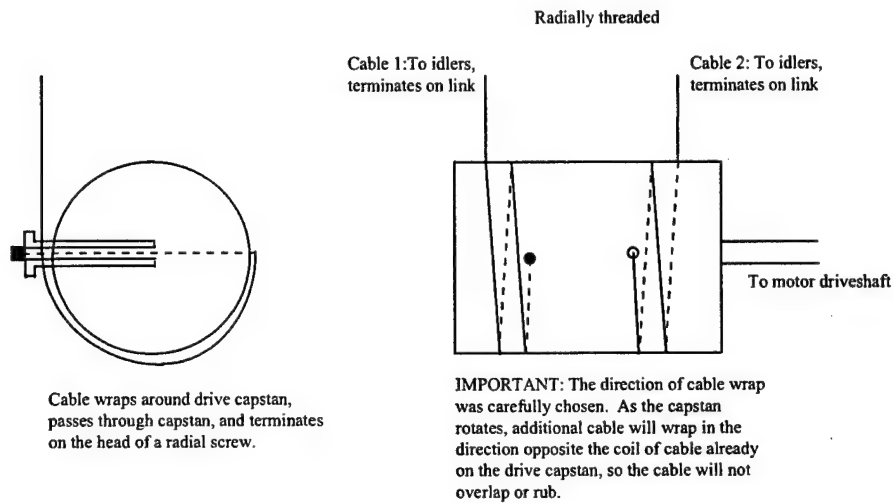 Radially threaded
Cable 1:To idlers,
terminates on link
Cable 2: To idlers,
terminates on link
To motor driveshaft
Cable wraps around drive capstan,
passes through capstan, and terminates
on the head of a radial screw.
IMPORTANT: The direction of cable wrap
was carefully chosen. As the capstan
rotates, additional cable will wrap in the
direction opposite the coil of cable already
on the drive capstan, so the cable will not
overlap or rub.